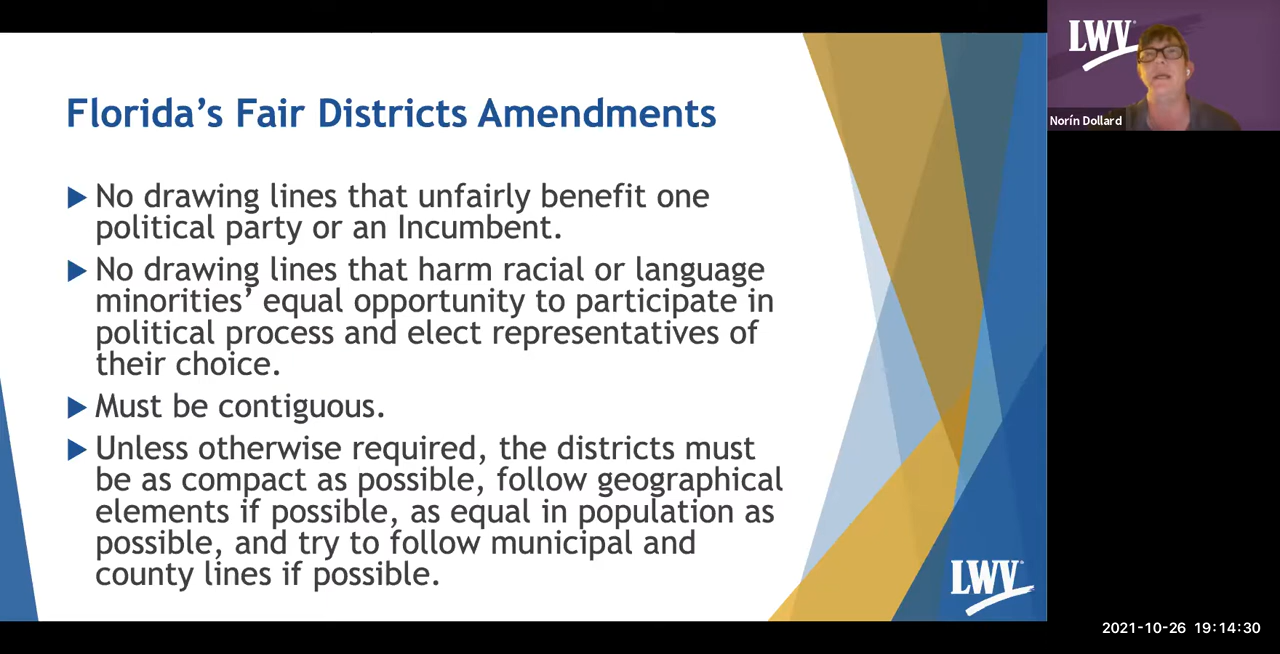 Florida’s Fair Districts Amendments
No drawing lines that unfairly benefit one
political party or an Incumbent.
No drawing lines that harm racial or language
minorities’ equal opportunity to participate in
political process and elect representatives of
their choice.
Must be contiguous.
Unless otherwise required, the districts must
be as compact as possible, follow geographical
elements if possible, as equal in population as
possible, and try to follow municipal and
county lines if possible.
LWV
LWV
Norín Dollard
2021-10-26 19:14:30